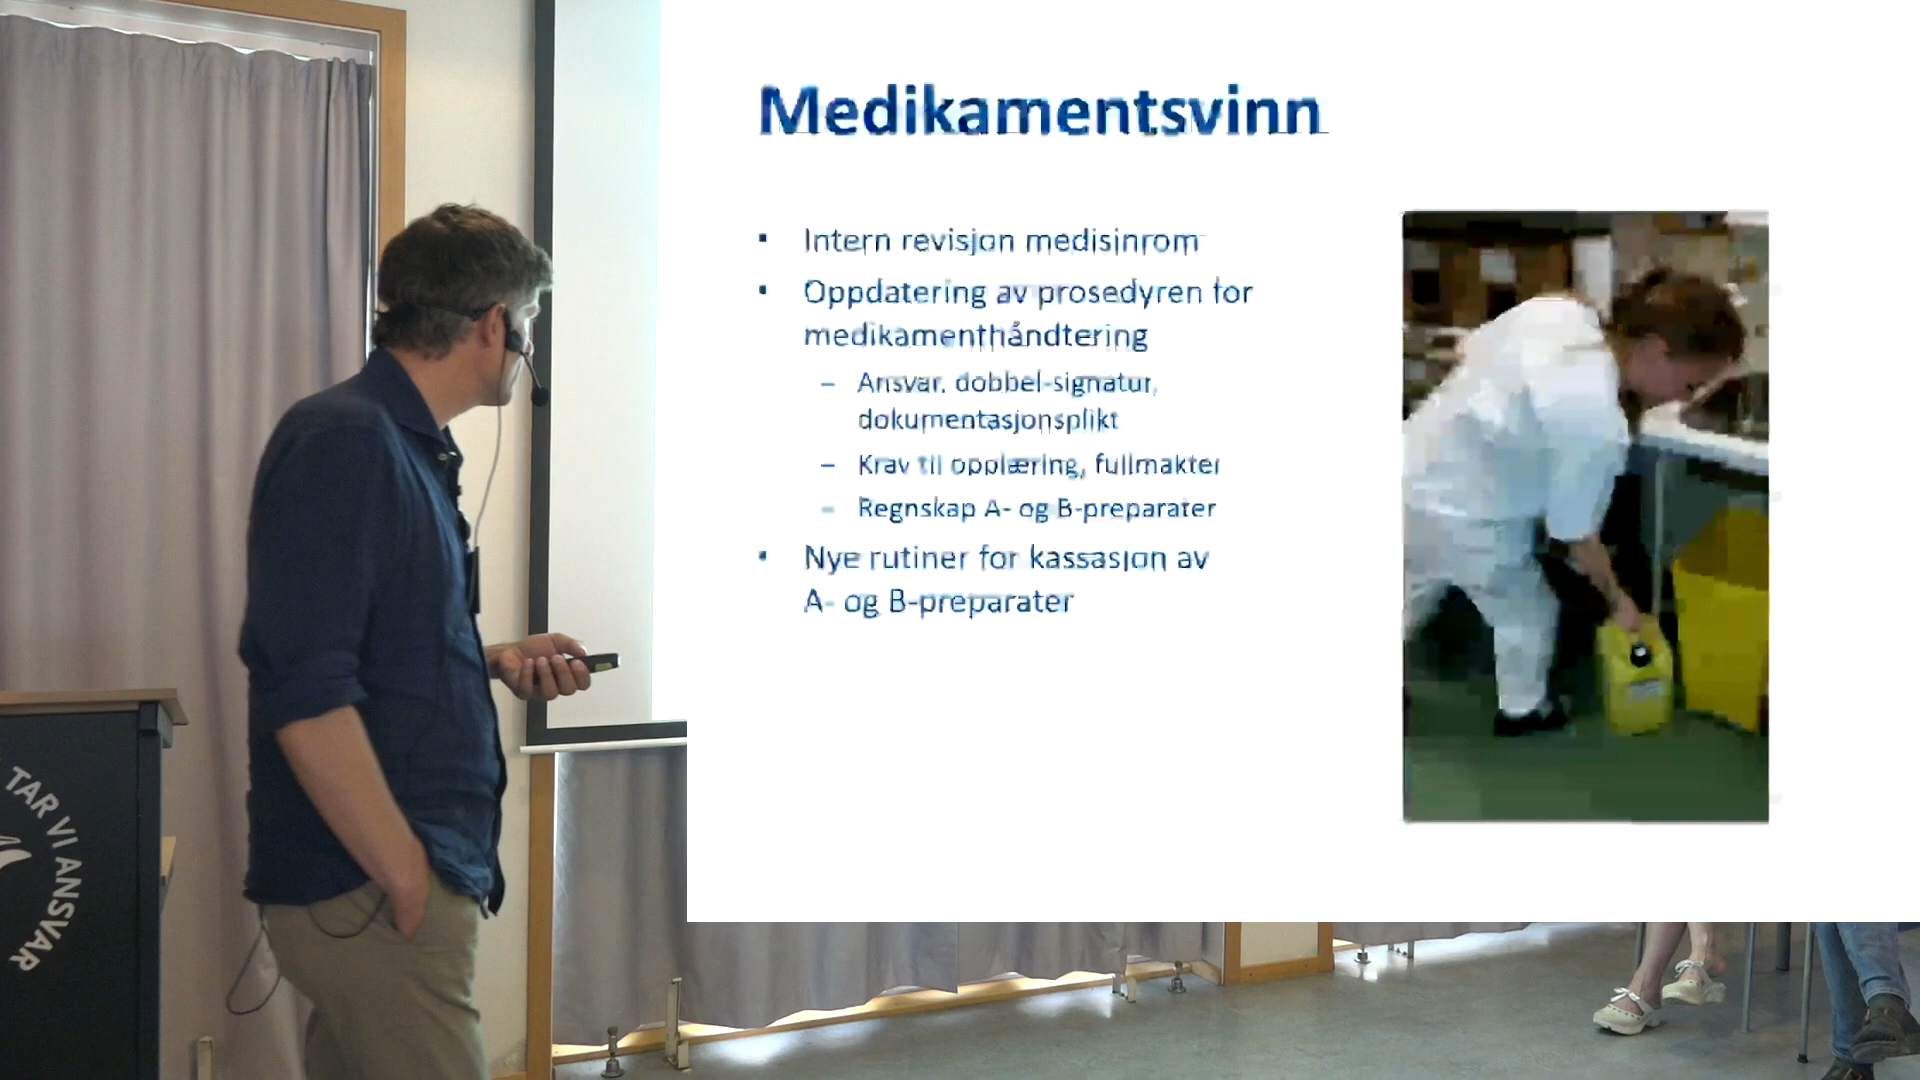 Medikamentsvinn
Intern revisjon medisinrom
Oppdatering av prosedyren for
medikamenthåndtering
– Ansvar, dobbel-signatur,
dokumentasjonsplikt
– Krav til opplæring, fullmakter
– Regnskap A- og B-preparater
Nye rutiner for kassasjon av
A- og B-preparater
TAR VI ANSVAR